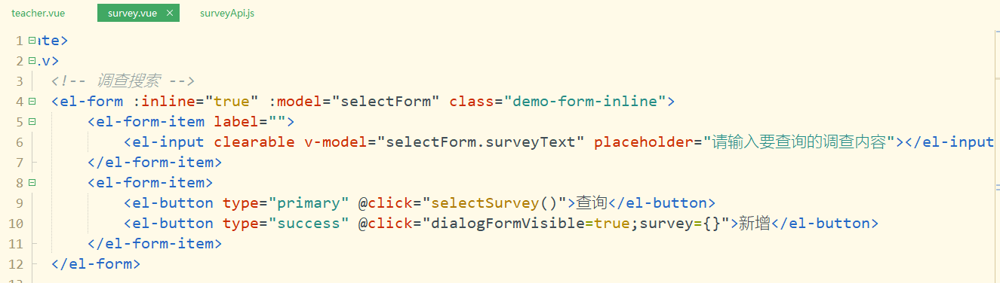 teacher.vue survey.vue × surveyApi.js
1 ate>
2 .v>
3 <!-- 调查搜索 -->
4 <el-form :inline="true" :model="selectForm" class="demo-form-inline">
5 <el-form-item label="">
6 <el-input clearable v-model="selectForm.surveyText" placeholder="请输入要查询的调查内容"></el-input
7 </el-form-item>
8 <el-form-item>
9 <el-button type="primary" @click="selectSurvey()">查询</el-button>
10 <el-button type="success" @click="dialogFormVisible=true;survey={}">新增</el-button>
11 </el-form-item>
12 </el-form>